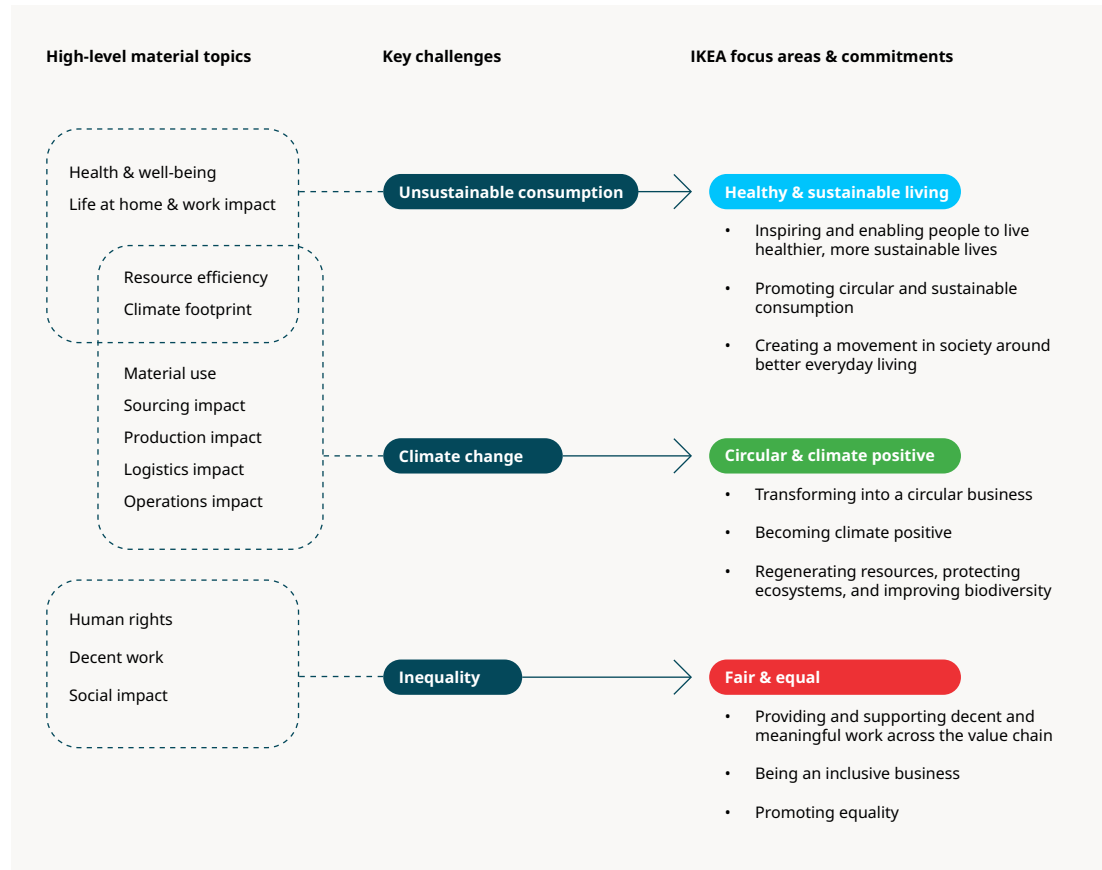 High-level material topics
Key challenges
IKEA focus areas & commitments
Health & well-being
Life at home & work impact
Resource efficiency
Climate footprint
Material use
Sourcing impact
Production impact
Logistics impact
Operations impact
Human rights
Decent work
Social impact
Unsustainable consumption
Climate change
Inequality
Healthy & sustainable living
• Inspiring and enabling people to live
healthier, more sustainable lives
• Promoting circular and sustainable
consumption
• Creating a movement in society around
better everyday living
Circular & climate positive
• Transforming into a circular business
• Becoming climate positive
• Regenerating resources, protecting
ecosystems, and improving biodiversity
Fair & equal
• Providing and supporting decent and
meaningful work across the value chain
• Being an inclusive business
• Promoting equality